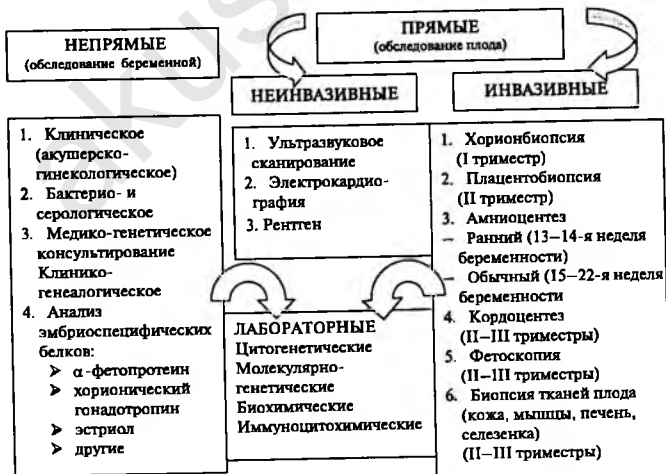 НЕПРЯМЫЕ
(обследование беременной)
ПРЯМЫЕ
(обследование плода)
НЕИНВАЗИВНЫЕ
ИНВАЗИВНЫЕ
1. Клиническое
(акушерско-
гинекологическое)
2. Бактерио- и
серологическое
3. Медико-генетическое
консультирование
Клинико-
генеалогическое
4. Анализ
эмбриоспецифических
белков:
➤ α-фетопротеин
➤ хорионический
гонадотропин
➤ эстриол
➤ другие
1. Ультразвуковое
сканирование
2. Электрокардио-
графия
3. Рентген
ЛАБОРАТОРНЫЕ
Цитогенетические
Молекулярно-
генетические
Биохимические
Иммуноцитохимические
1. Хорионбиопсия
(I триместр)
2. Плацентобиопсия
(II триместр)
3. Амниоцентез
– Ранний (13–14-я неделя
беременности)
– Обычный (15–22-я неделя
беременности
4. Кордоцентез
(II–III триместры)
5. Фетоскопия
(II–III триместры)
6. Биопсия тканей плода
(кожа, мышцы, печень,
селезенка)
(II–III триместры)